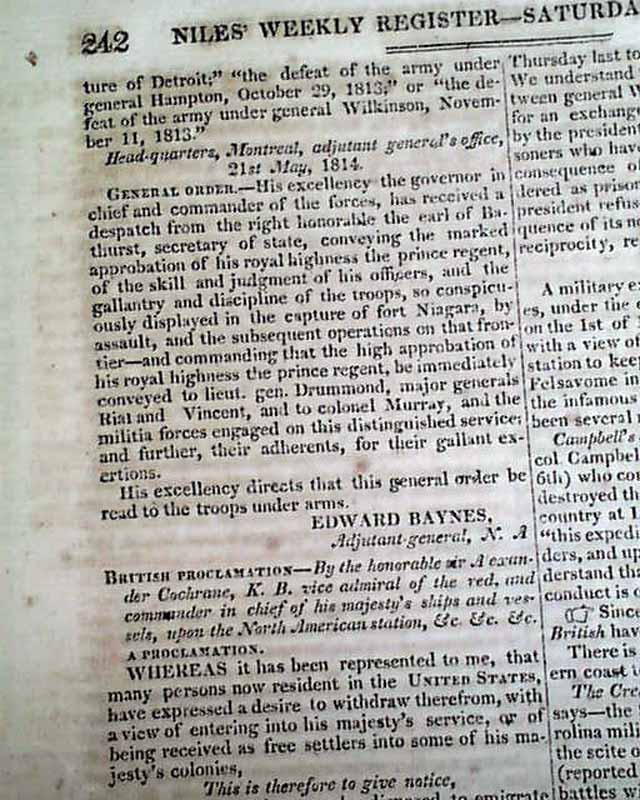 242 NILES' WEEKLY REGISTER—SATURDA
ture of Detroit;" "the defeat of the army under
general Hampton, October 29, 1813;" or "the de-
feat of the army under general Wilkinson, Novem-
ber 11, 1813."
Head-quarters, Montreal, adjutant general's office,
21st May, 1814.
GENERAL ORDER.—His excellency the governor in
chief and commander of the forces, has received a
despatch from the right honorable the earl of Ba-
thurst, secretary of state, conveying the marked
approbation of his royal highness the prince regent,
of the skill and judgment of his officers, and the
gallantry and discipline of the troops, so conspicu-
ously displayed in the capture of fort Niagara, by
assault, and the subsequent operations on that fron-
tier—and commanding that the high approbation of
his royal highness the prince regent, be immediately
conveyed to lieut. gen. Drummond, major generals
Rial and Vincent, and to colonel Murray, and the
militia forces engaged on this distinguished service;
and further, their adherents, for their gallant ex-
ertions.
His excellency directs that this general order be
read to the troops under arms.
EDWARD BAYNES,
Adjutant-general, N. A
BRITISH PROCLAMATION—By the honorable sir A exan-
der Cochrane, K. B. vice admiral of the red, and
commander in chief of his majesty's ships and ves-
sels, upon the North American station, &c. &c. &c.
A PROCLAMATION.
WHEREAS it has been represented to me, that
many persons now resident in the UNITED STATES,
have expressed a desire to withdraw therefrom, with
a view of entering into his majesty's service, or of
being received as free settlers into some of his ma-
jesty's colonies,
This is therefore to give notice,
disposed to emigrate
Thursday last to
We understand
tween general W
for an exchang
by the presiden
soners who have
consequence of
dered as prison
president refus
quence of its no
reciprocity, re
A military e
es, under the c
on the 1st of
with a view of
station to keep
Felsavome in
the infamous
been several
Campbell's
col. Campbel
6th) who co
destroyed th
country at L
"this expedi
ders, and up
derstand tha
conduct is c
☞ Since
British hav
There is
ern coast
The Cre
says—the
rolina mili
the scite o
(reported
battles w